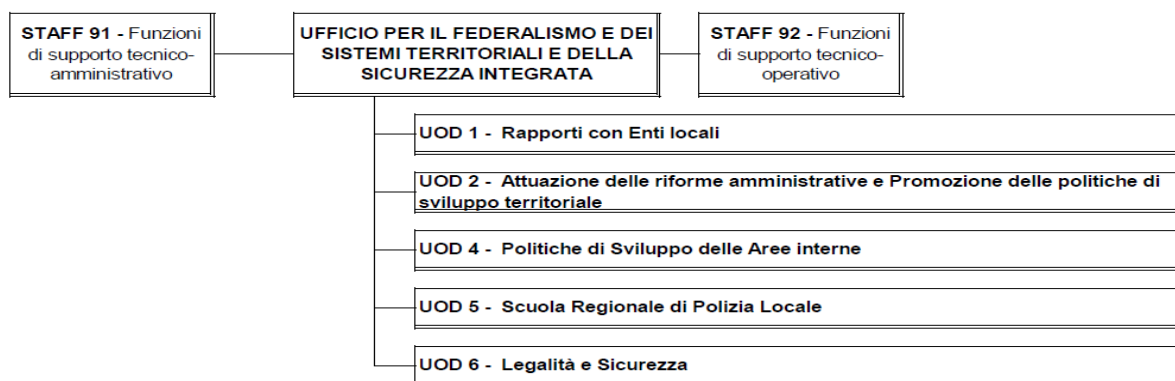 STAFF 91 - Funzioni
di supporto tecnico-
amministrativo
UFFICIO PER IL FEDERALISMO E DEI
SISTEMI TERRITORIALI E DELLA
SICUREZZA INTEGRATA
STAFF 92 - Funzioni
di supporto tecnico-
operativo
UOD 1 - Rapporti con Enti locali
UOD 2 - Attuazione delle riforme amministrative e Promozione delle politiche di
sviluppo territoriale
UOD 4 - Politiche di Sviluppo delle Aree interne
UOD 5 - Scuola Regionale di Polizia Locale
UOD 6 - Legalità e Sicurezza